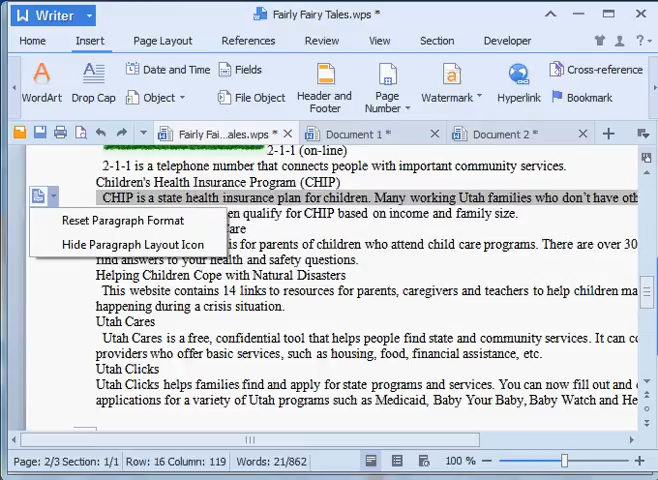 Writer
Fairly Fairy Tales.wps *
Home
Insert
Page Layout
References
Review
View
Section
Developer
WordArt
Drop Cap
Date and Time
Object
Fields
File Object
Header and Footer
Page Number
Watermark
Hyperlink
Cross-reference
Bookmark
Fairly Fai...ales.wps *
Document 1 *
Document 2 *
2-1-1 (on-line)
2-1-1 is a telephone number that connects people with important community services.
Children's Health Insurance Program (CHIP)
CHIP is a state health insurance plan for children. Many working Utah families who don't have oth
Reset Paragraph Format
Hide Paragraph Layout Icon
en qualify for CHIP based on income and family size.
are
is for parents of children who attend child care programs. There are over 30
find answers to your health and safety questions.
Helping Children Cope with Natural Disasters
This website contains 14 links to resources for parents, caregivers and teachers to help children ma
happening during a crisis situation.
Utah Cares
Utah Cares is a free, confidential tool that helps people find state and community services. It can co
providers who offer basic services, such as housing, food, financial assistance, etc.
Utah Clicks
Utah Clicks helps families find and apply for state programs and services. You can now fill out and
applications for a variety of Utah programs such as Medicaid, Baby Your Baby, Baby Watch and He
Page: 2/3 Section: 1/1
Row: 16 Column: 119
Words: 21/862
100 %